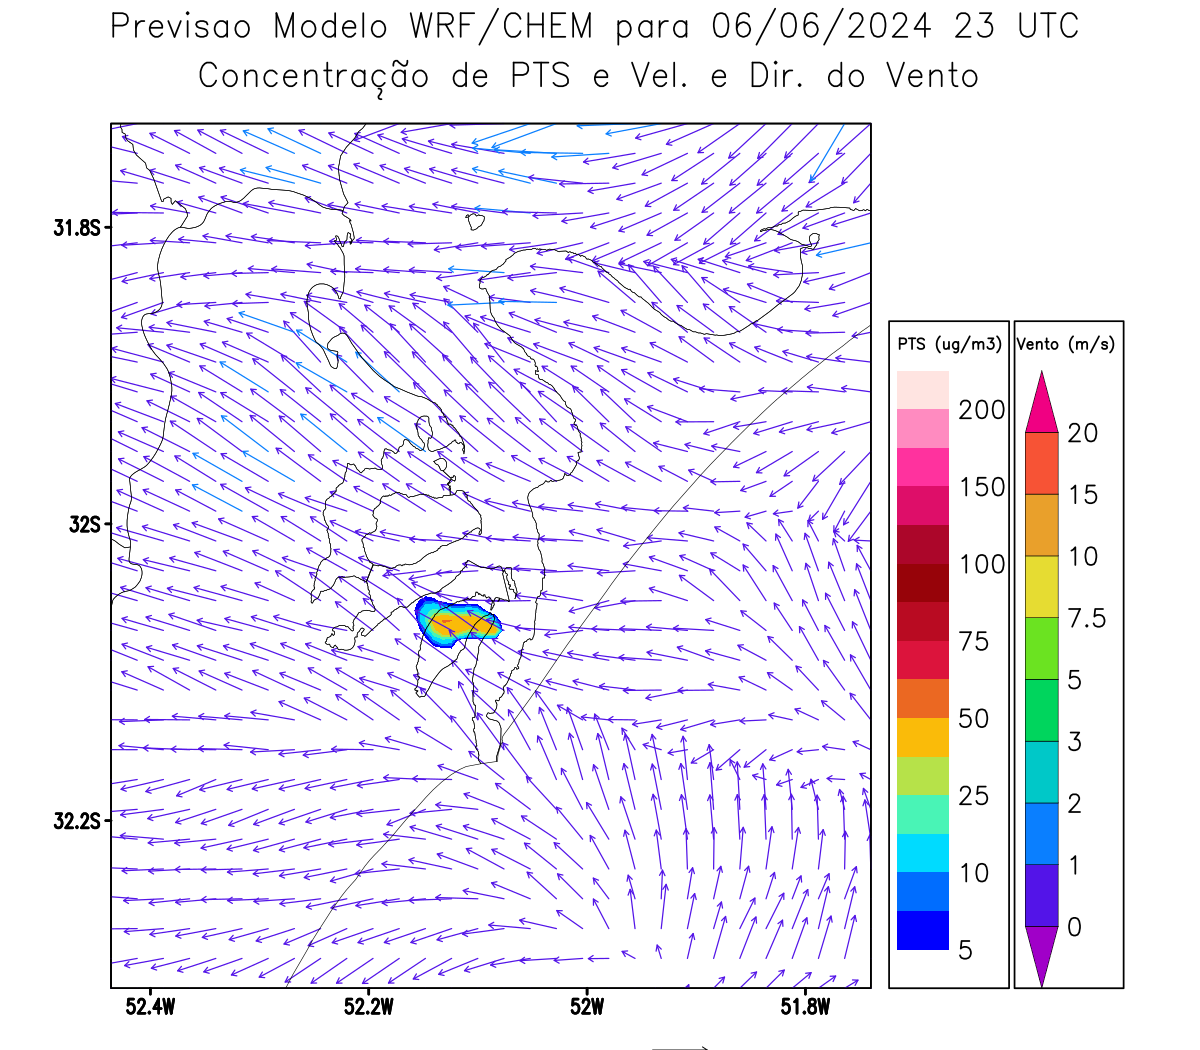 Previsao Modelo WRF/CHEM para 06/06/2024 23 UTC
Concentração de PTS e Vel. e Dir. do Vento
31.8S
32S
32.2S
52.4W 52.2W 52W 51.8W
PTS (ug/m3)
200
150
100
75
50
25
10
5
Vento (m/s)
20
15
10
7.5
5
3
2
1
0